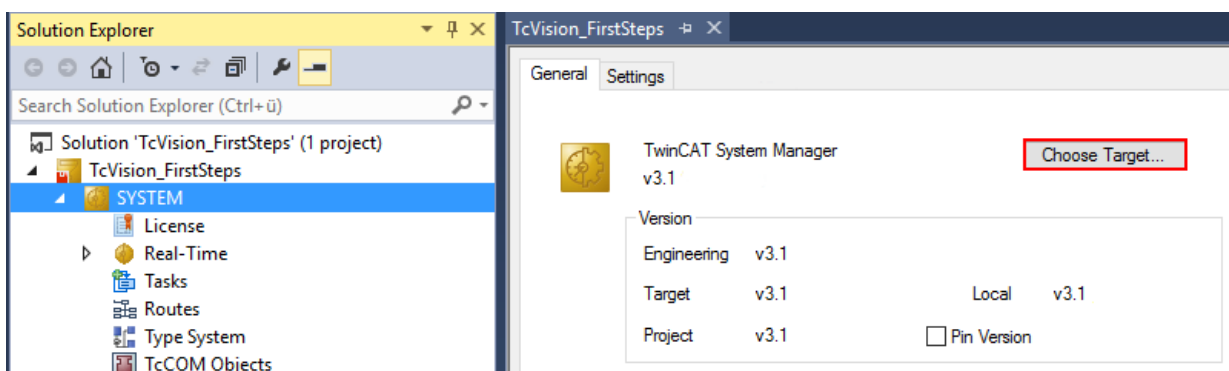 Solution Explorer
Search Solution Explorer (Ctrl+ü)
Solution 'TcVision_FirstSteps' (1 project)
TcVision_FirstSteps
SYSTEM
License
Real-Time
Tasks
Routes
Type System
TcCOM Objects
TcVision_FirstSteps
General Settings
TwinCAT System Manager
v3.1
Choose Target...
Version
Engineering v3.1
Target v3.1 Local v3.1
Project v3.1 Pin Version